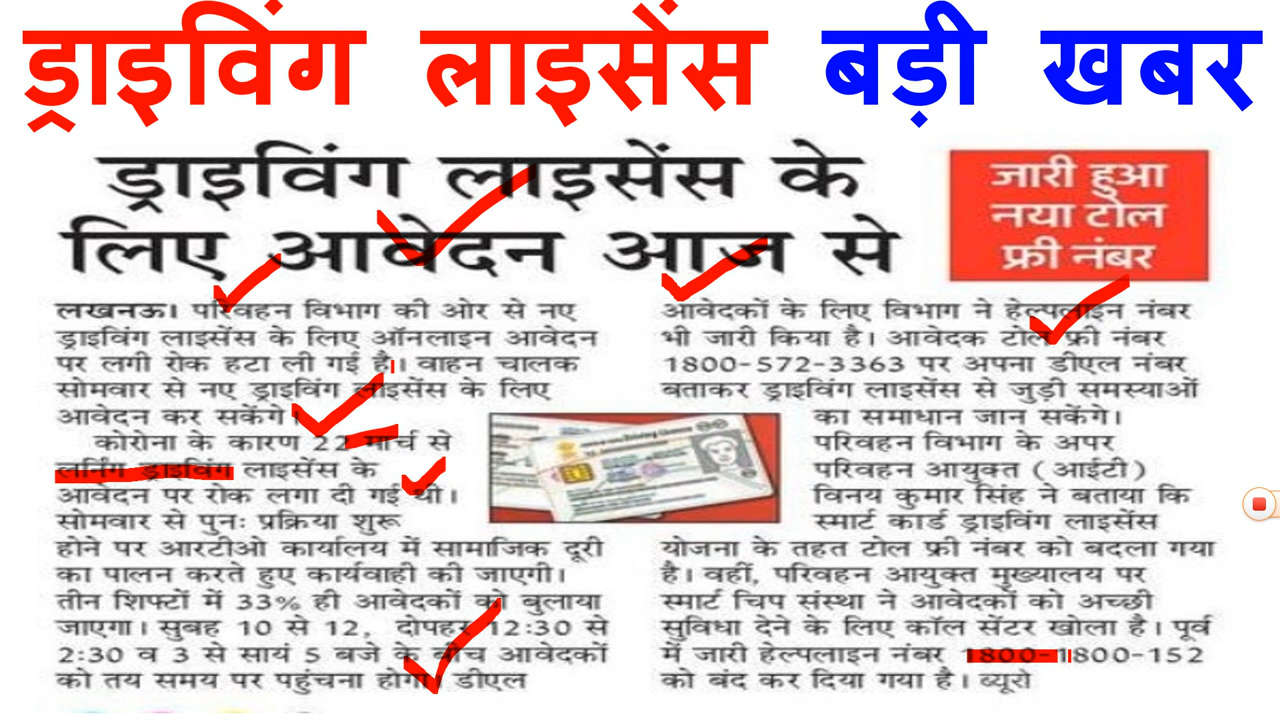 ड्राइविंग लाइसेंस बड़ी खबर
ड्राइविंग लाइसेंस के
लिए आवेदन आज से
जारी हुआ
नया टोल
फ्री नंबर
लखनऊ। परिवहन विभाग की ओर से नए
ड्राइविंग लाइसेंस के लिए ऑनलाइन आवेदन
पर लगी रोक हटा ली गई है। वाहन चालक
सोमवार से नए ड्राइविंग लाइसेंस के लिए
आवेदन कर सकेंगे।
कोरोना के कारण 22 मार्च से
लर्निंग ड्राइविंग लाइसेंस के
आवेदन पर रोक लगा दी गई थी।
सोमवार से पुनः प्रक्रिया शुरू
होने पर आरटीओ कार्यालय में सामाजिक दूरी
का पालन करते हुए कार्यवाही की जाएगी।
तीन शिफ्टों में 33% ही आवेदकों को बुलाया
जाएगा। सुबह 10 से 12, दोपहर 12:30 से
2:30 व 3 से सायं 5 बजे के बीच आवेदकों
को तय समय पर पहुंचना होगा। डीएल
आवेदकों के लिए विभाग ने हेल्पलाइन नंबर
भी जारी किया है। आवेदक टोल फ्री नंबर
1800-572-3363 पर अपना डीएल नंबर
बताकर ड्राइविंग लाइसेंस से जुड़ी समस्याओं
का समाधान जान सकेंगे।
परिवहन विभाग के अपर
परिवहन आयुक्त (आईटी)
विनय कुमार सिंह ने बताया कि
स्मार्ट कार्ड ड्राइविंग लाइसेंस
योजना के तहत टोल फ्री नंबर को बदला गया
है। वहीं, परिवहन आयुक्त मुख्यालय पर
स्मार्ट चिप संस्था ने आवेदकों को अच्छी
सुविधा देने के लिए कॉल सेंटर खोला है। पूर्व
में जारी हेल्पलाइन नंबर 1800-1800-152
को बंद कर दिया गया है। ब्यूरो